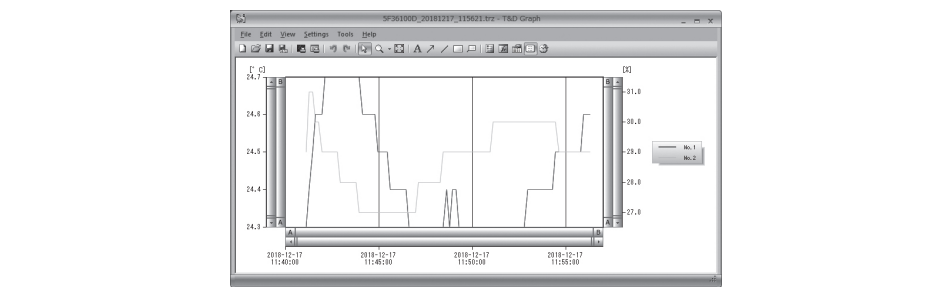 5F36100D_20181217_115621.trz - T&D Graph
File Edit View Settings Tools Help
[° C]
[%]
24.7
24.6
24.5
24.4
24.3
B
A
B
A
31.0
30.0
29.0
28.0
27.0
No.1
No.2
A B
2018-12-17
11:40:00
2018-12-17
11:45:00
2018-12-17
11:50:00
2018-12-17
11:55:00